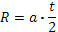 R = a · t/2